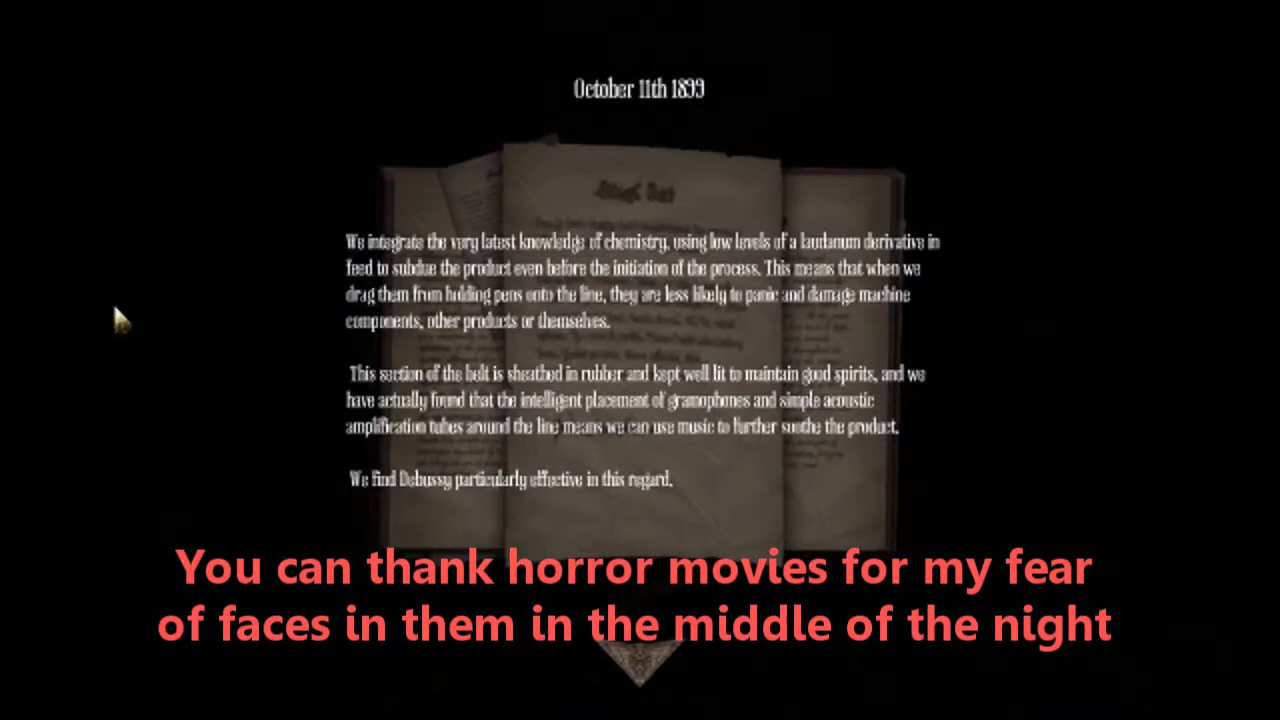 October 11th 1899
We integrate the very latest knowledge of chemistry, using low levels of a laudanum derivative in
feed to subdue the product even before the initiation of the process. This means that when we
drag them from holding pens onto the line, they are less likely to panic and damage machine
components, other products or themselves.
This section of the belt is sheathed in rubber and kept well lit to maintain good spirits, and we
have actually found that the intelligent placement of gramophones and simple acoustic
amplification tubes around the line means we can use music to further soothe the product.
We find Debussy particularly effective in this regard.
You can thank horror movies for my fear
of faces in them in the middle of the night